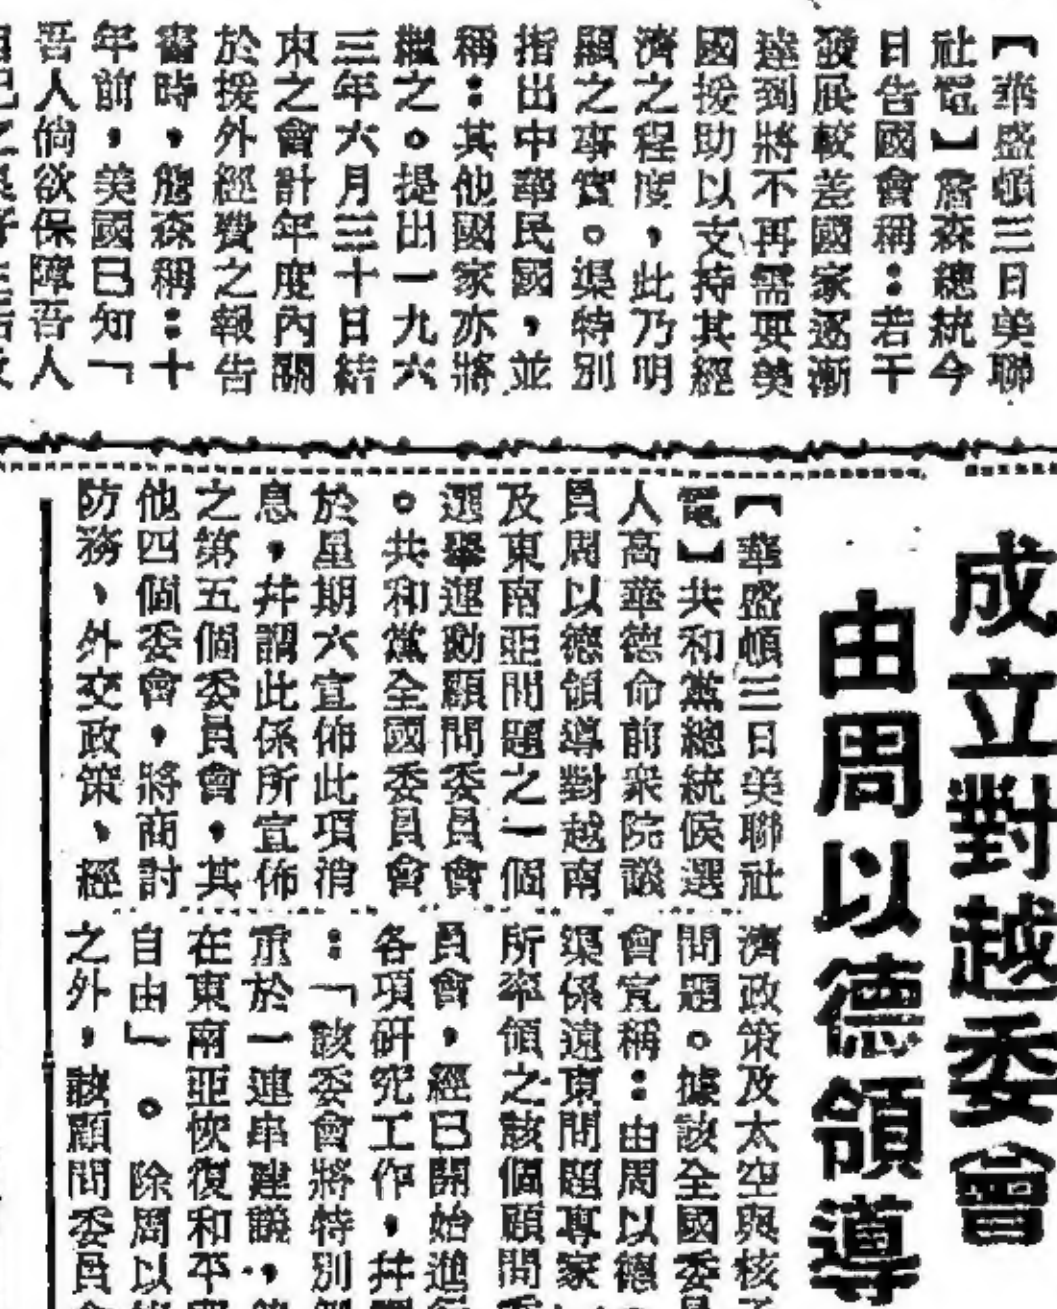 【華盛頓三日美聯
社電】詹森總統今
日告國會稱：若干
發展較差國家逐漸
達到將不再需要美
國援助以支持其經
濟之程度，此乃明
顯之事實。渠特別
指出中華民國，並
稱：其他國家亦將
繼之。提出一九六
三年六月三十日結
束之會計年度內關
於援外經費之報告
書時，詹森稱：十
年前，美國已知「
吾人倘欲保障吾人
成立對越委會
由周以德領導
【華盛頓三日美聯社
電】共和黨總統候選
人高華德命前衆院議
員周以德領導對越南
及東南亞問題之一個
選舉運動顧問委員會
。共和黨全國委員會
於星期六宣佈此項消
息，并謂此係所宣佈
之第五個委員會，其
他四個委會，將商討
防務、外交政策、經
濟政策及太空與核
問題。據該全國委員
會宣稱：由周以德
渠係遠東問題專家
所率領之該個顧問
員會，經已開始進
各項研究工作，并
：「該委會將特別
重於一連串建議，
在東南亞恢復和平
自由」。除周以
之外，該顧問委員